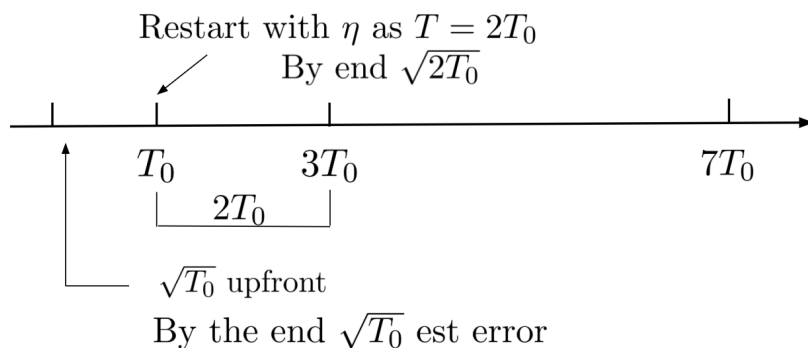 Restart with η as T = 2T₀
By end √2T₀
T₀
3T₀
7T₀
2T₀
√T₀ upfront
By the end √T₀ est error